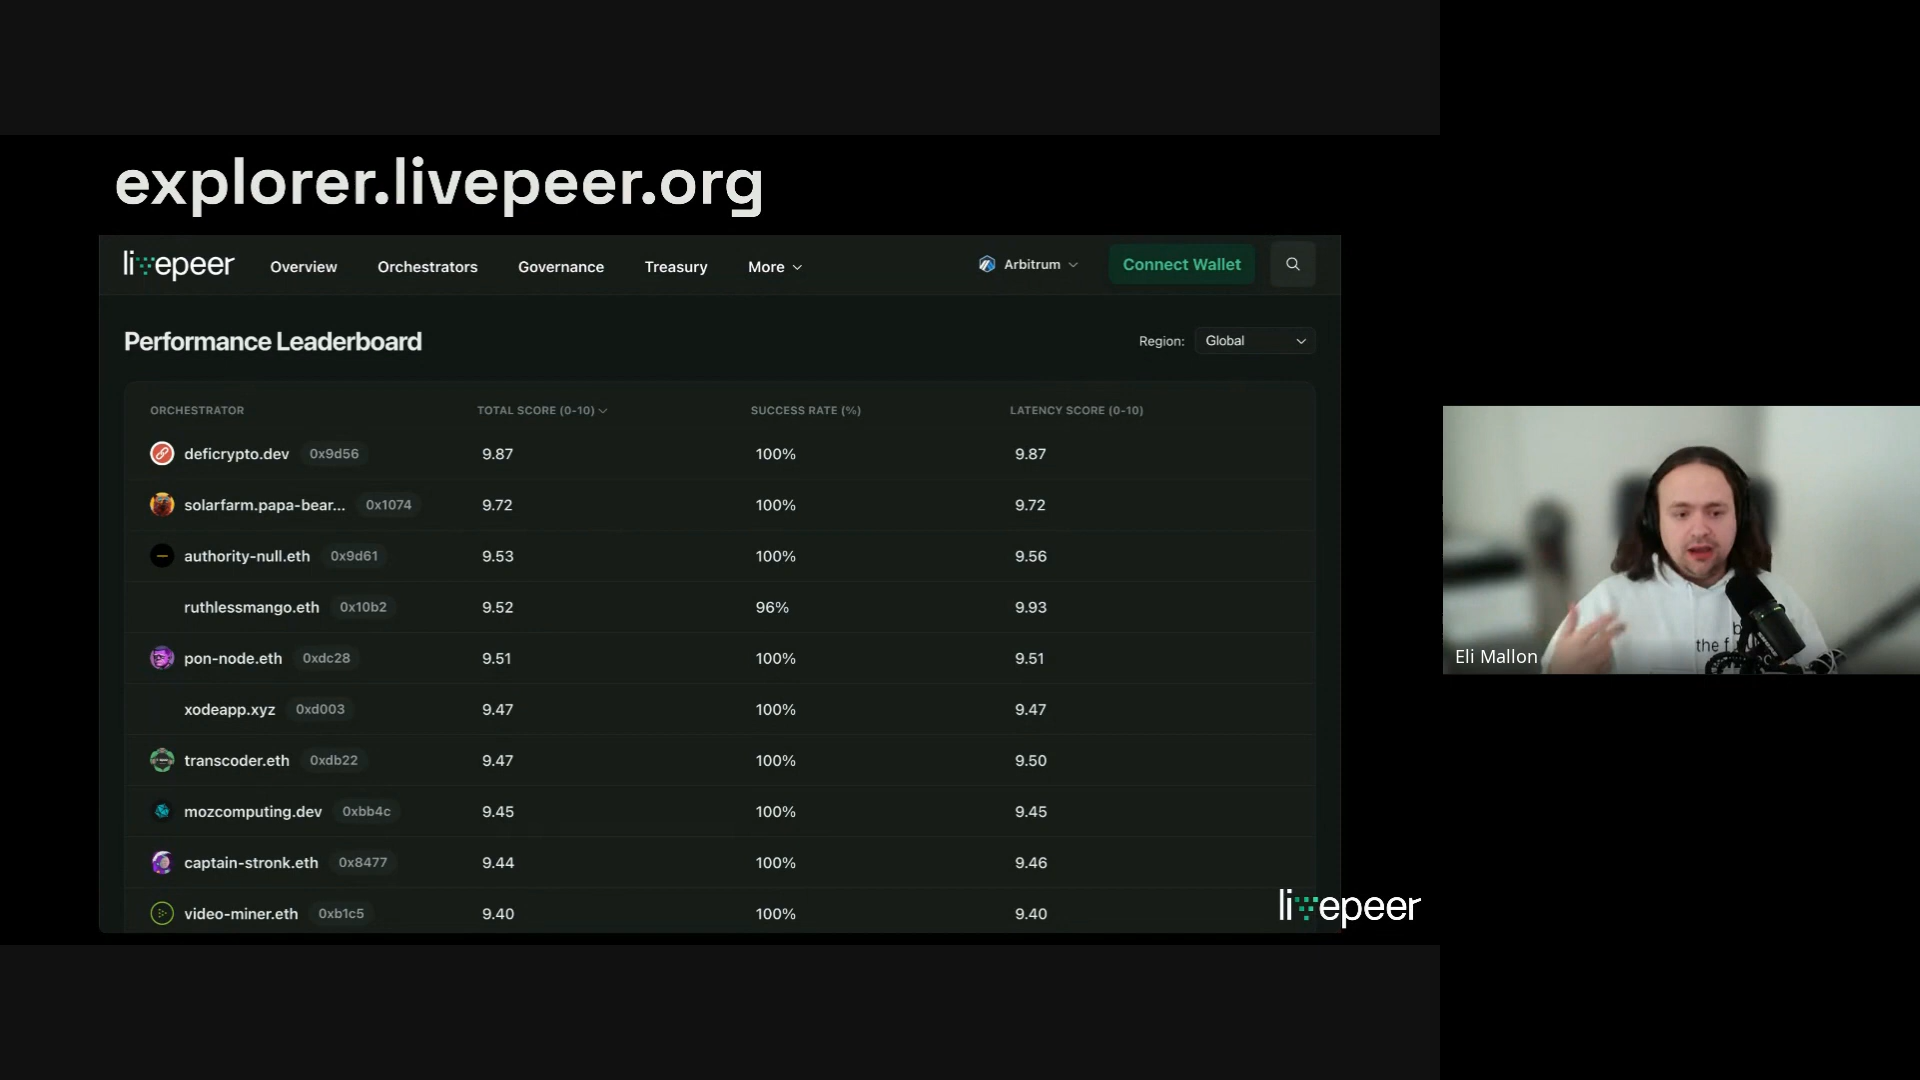 explorer.livepeer.org
livepeer Overview Orchestrators Governance Treasury More Arbitrum Connect Wallet
Performance Leaderboard Region: Global
ORCHESTRATOR TOTAL SCORE (0-10) SUCCESS RATE (%) LATENCY SCORE (0-10)
deficrypto.dev 0x9d56 9.87 100% 9.87
solarfarm.papa-bear... 0x1074 9.72 100% 9.72
authority-null.eth 0x9d61 9.53 100% 9.56
ruthlessmango.eth 0x10b2 9.52 96% 9.93
pon-node.eth 0xdc28 9.51 100% 9.51
xodeapp.xyz 0xd003 9.47 100% 9.47
transcoder.eth 0xdb22 9.47 100% 9.50
mozcomputing.dev 0xbb4c 9.45 100% 9.45
captain-stronk.eth 0x8477 9.44 100% 9.46
video-miner.eth 0xb1c5 9.40 100% 9.40
livepeer
the f
Eli Mallon